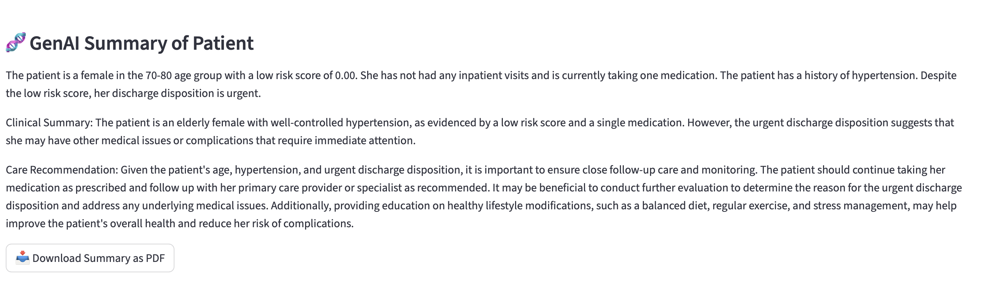 GenAI Summary of Patient
The patient is a female in the 70-80 age group with a low risk score of 0.00. She has not had any inpatient visits and is currently taking one medication. The patient has a history of hypertension. Despite
the low risk score, her discharge disposition is urgent.
Clinical Summary: The patient is an elderly female with well-controlled hypertension, as evidenced by a low risk score and a single medication. However, the urgent discharge disposition suggests that
she may have other medical issues or complications that require immediate attention.
Care Recommendation: Given the patient's age, hypertension, and urgent discharge disposition, it is important to ensure close follow-up care and monitoring. The patient should continue taking her
medication as prescribed and follow up with her primary care provider or specialist as recommended. It may be beneficial to conduct further evaluation to determine the reason for the urgent discharge
disposition and address any underlying medical issues. Additionally, providing education on healthy lifestyle modifications, such as a balanced diet, regular exercise, and stress management, may help
improve the patient's overall health and reduce her risk of complications.
Download Summary as PDF